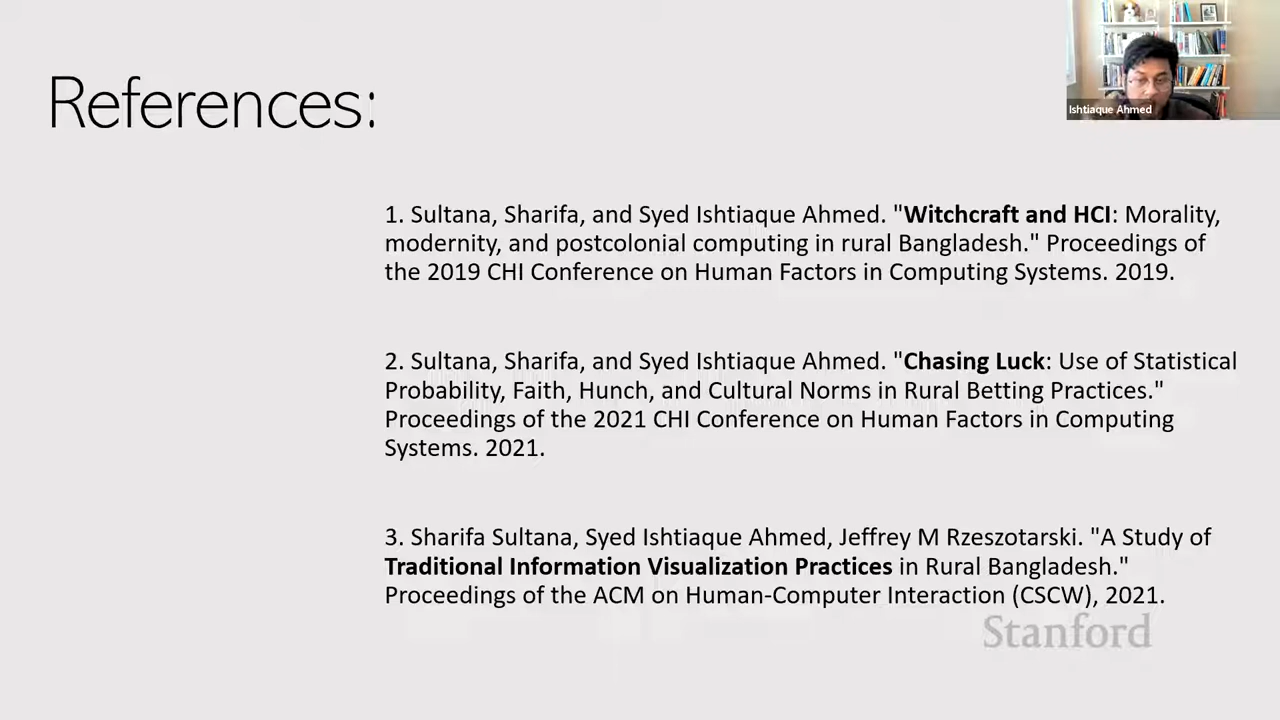 References:
Ishtiaque Ahmed
1. Sultana, Sharifa, and Syed Ishtiaque Ahmed. "Witchcraft and HCI: Morality,
modernity, and postcolonial computing in rural Bangladesh." Proceedings of
the 2019 CHI Conference on Human Factors in Computing Systems. 2019.
2. Sultana, Sharifa, and Syed Ishtiaque Ahmed. "Chasing Luck: Use of Statistical
Probability, Faith, Hunch, and Cultural Norms in Rural Betting Practices."
Proceedings of the 2021 CHI Conference on Human Factors in Computing
Systems. 2021.
3. Sharifa Sultana, Syed Ishtiaque Ahmed, Jeffrey M Rzeszotarski. "A Study of
Traditional Information Visualization Practices in Rural Bangladesh."
Proceedings of the ACM on Human-Computer Interaction (CSCW), 2021.
Stanford